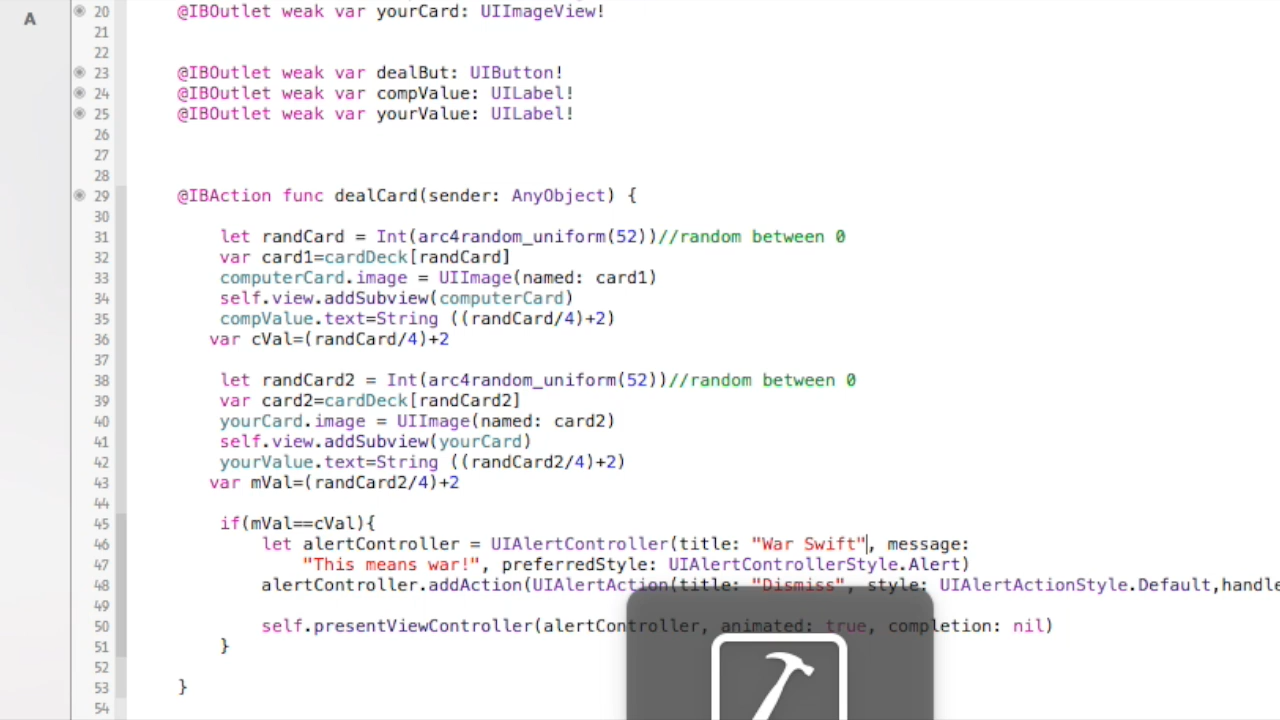 A
20 @IBOutlet weak var yourCard: UIImageView!
21
22
23 @IBOutlet weak var dealBut: UIButton!
24 @IBOutlet weak var compValue: UILabel!
25 @IBOutlet weak var yourValue: UILabel!
26
27
28
29 @IBAction func dealCard(sender: AnyObject) {
30
31 let randCard = Int(arc4random_uniform(52))//random between 0
32 var card1=cardDeck[randCard]
33 computerCard.image = UIImage(named: card1)
34 self.view.addSubview(computerCard)
35 compValue.text=String ((randCard/4)+2)
36 var cVal=(randCard/4)+2
37
38 let randCard2 = Int(arc4random_uniform(52))//random between 0
39 var card2=cardDeck[randCard2]
40 yourCard.image = UIImage(named: card2)
41 self.view.addSubview(yourCard)
42 yourValue.text=String ((randCard2/4)+2)
43 var mVal=(randCard2/4)+2
44
45 if(mVal==cVal){
46 let alertController = UIAlertController(title: "War Swift", message:
47 "This means war!", preferredStyle: UIAlertControllerStyle.Alert)
48 alertController.addAction(UIAlertAction(title: "Dismiss", style: UIAlertActionStyle.Default,handle
49
50 self.presentViewController(alertController, animated: true, completion: nil)
51 }
52
53 }
54